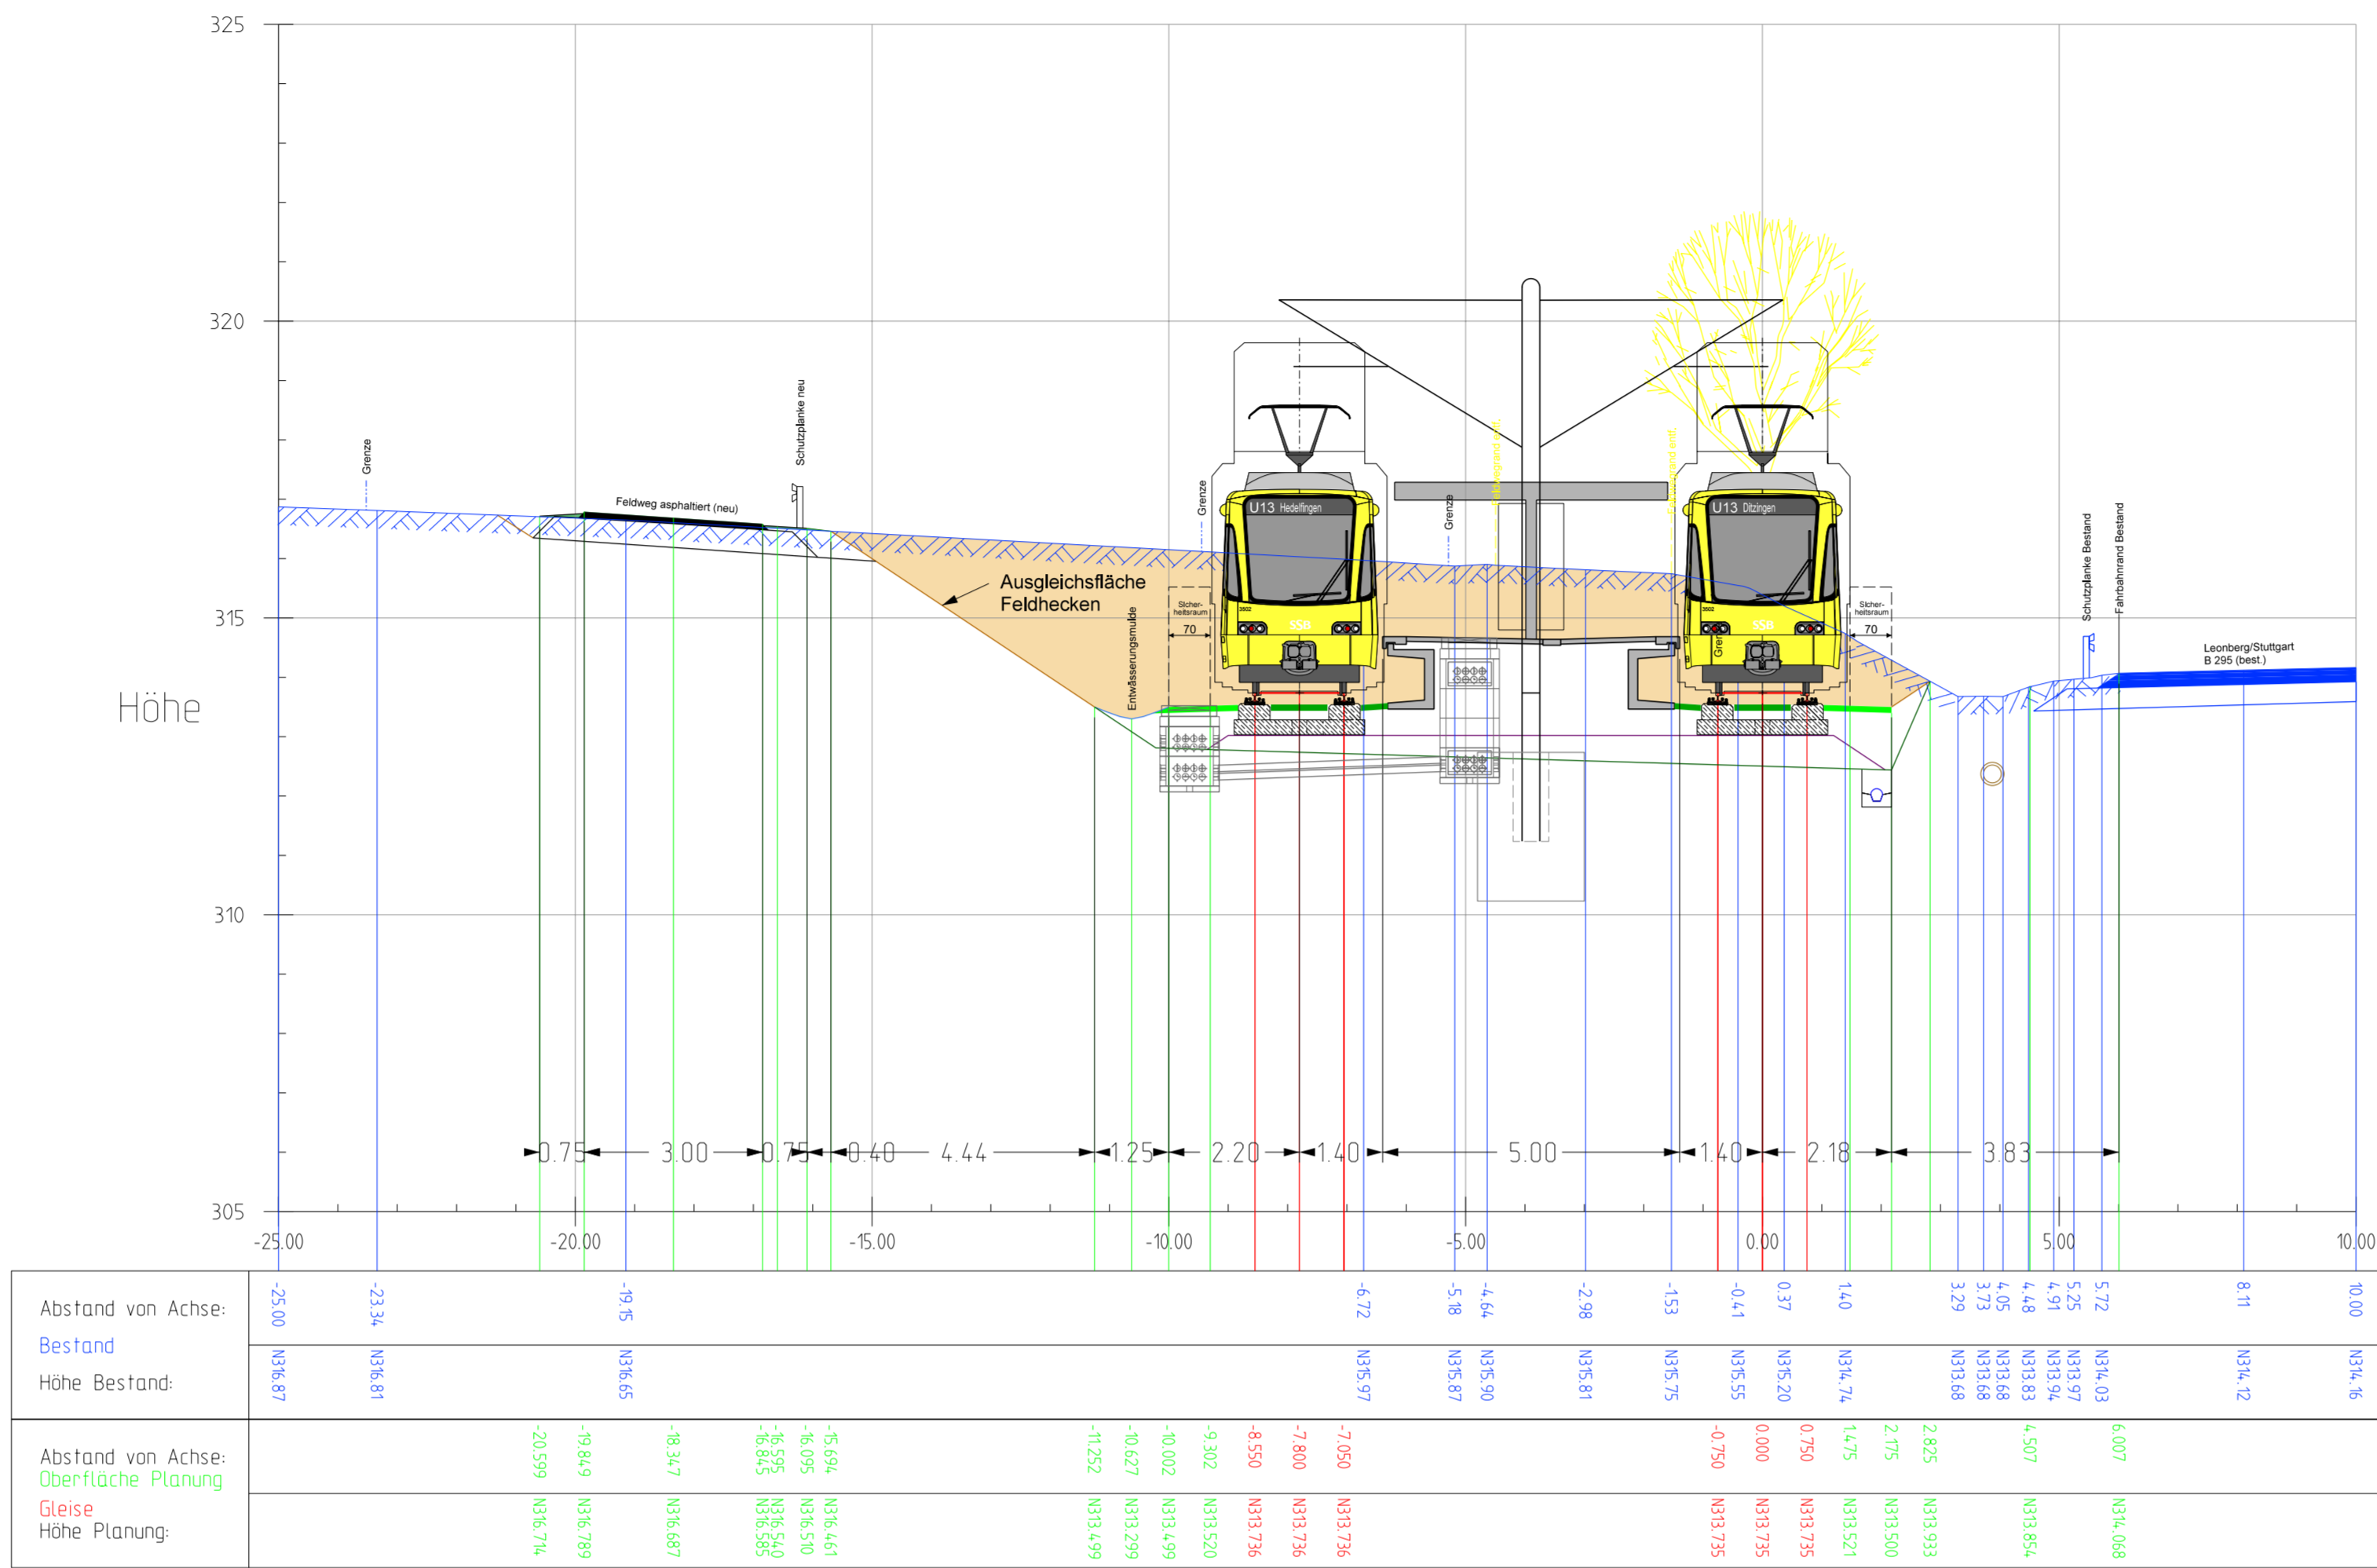 325
320
315
310
305
Höhe
Grenze
Feldweg asphaltiert (neu)
Schutzplanke neu
Ausgleichsfläche
Feldhecken
Entwässerungsmulde
Sicher-
heitsraum
70
Grenze
U13 Hedelfingen
3502
SSB
Grenze
U13 Ditzingen
3502
SSB
Sicher-
heitsraum
70
Schutzplanke Bestand
Fahrbahnrand Bestand
Leonberg/Stuttgart
B 295 (best.)
0.75 3.00 0.75 0.40 4.44 1.25 2.20 1.40 5.00 1.40 2.18 3.83
-25.00 -20.00 -15.00 -10.00 -5.00 0.00 5.00 10.00
Abstand von Achse:
Bestand
-25.00 -23.34 -19.15 -6.72 -5.18 -4.64 -2.98 -1.53 -0.41 0.37 1.40 3.29 3.73 4.05 4.48 4.91 5.25 5.72 8.11 10.00
Höhe Bestand:
N316.87 N316.81 N316.65 N315.97 N315.87 N315.90 N315.81 N315.75 N315.55 N315.20 N314.74 N313.68 N313.68 N313.68 N313.83 N313.94 N313.97 N314.03 N314.12 N314.16
Abstand von Achse:
Oberfläche Planung
Gleise
-20.599 -19.849 -18.347 -16.845 -16.595 -16.095 -15.694 -11.252 -10.627 -10.002 -9.302 -8.550 -7.800 -7.050 -0.750 0.000 0.750 1.475 2.175 2.825 4.507 6.007
Höhe Planung:
N316.714 N316.789 N316.687 N316.585 N316.540 N316.510 N316.461 N313.499 N313.299 N313.499 N313.520 N313.736 N313.736 N313.736 N313.735 N313.735 N313.735 N313.521 N313.500 N313.933 N313.854 N314.068